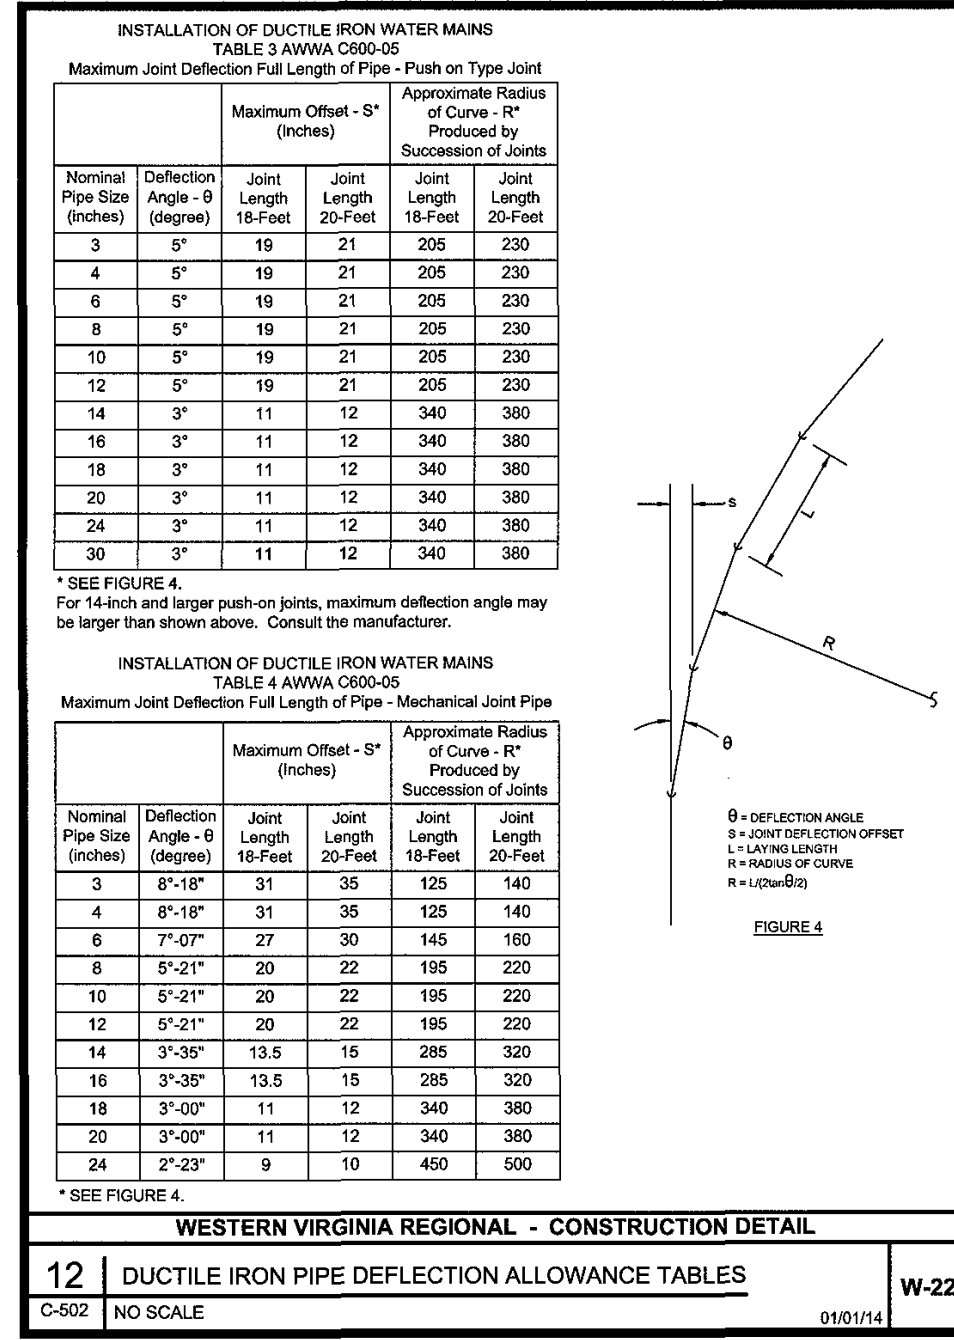 INSTALLATION OF DUCTILE IRON WATER MAINS
TABLE 3 AWWA C600-05
Maximum Joint Deflection Full Length of Pipe - Push on Type Joint
Maximum Offset - S*
(Inches)
Approximate Radius
of Curve - R*
Produced by
Succession of Joints
Nominal Pipe Size (inches) Deflection Angle - θ (degree) Joint Length 18-Feet Joint Length 20-Feet Joint Length 18-Feet Joint Length 20-Feet
3 5° 19 21 205 230
4 5° 19 21 205 230
6 5° 19 21 205 230
8 5° 19 21 205 230
10 5° 19 21 205 230
12 5° 19 21 205 230
14 3° 11 12 340 380
16 3° 11 12 340 380
18 3° 11 12 340 380
20 3° 11 12 340 380
24 3° 11 12 340 380
30 3° 11 12 340 380
* SEE FIGURE 4.
For 14-inch and larger push-on joints, maximum deflection angle may
be larger than shown above. Consult the manufacturer.
INSTALLATION OF DUCTILE IRON WATER MAINS
TABLE 4 AWWA C600-05
Maximum Joint Deflection Full Length of Pipe - Mechanical Joint Pipe
Maximum Offset - S*
(Inches)
Approximate Radius
of Curve - R*
Produced by
Succession of Joints
Nominal Pipe Size (inches) Deflection Angle - θ (degree) Joint Length 18-Feet Joint Length 20-Feet Joint Length 18-Feet Joint Length 20-Feet
3 8°-18" 31 35 125 140
4 8°-18" 31 35 125 140
6 7°-07" 27 30 145 160
8 5°-21" 20 22 195 220
10 5°-21" 20 22 195 220
12 5°-21" 20 22 195 220
14 3°-35" 13.5 15 285 320
16 3°-35" 13.5 15 285 320
18 3°-00" 11 12 340 380
20 3°-00" 11 12 340 380
24 2°-23" 9 10 450 500
* SEE FIGURE 4.
S
L
R
θ
θ = DEFLECTION ANGLE
S = JOINT DEFLECTION OFFSET
L = LAYING LENGTH
R = RADIUS OF CURVE
R = L/(2tanθ/2)
FIGURE 4
WESTERN VIRGINIA REGIONAL - CONSTRUCTION DETAIL
12
C-502
DUCTILE IRON PIPE DEFLECTION ALLOWANCE TABLES
NO SCALE
01/01/14
W-22